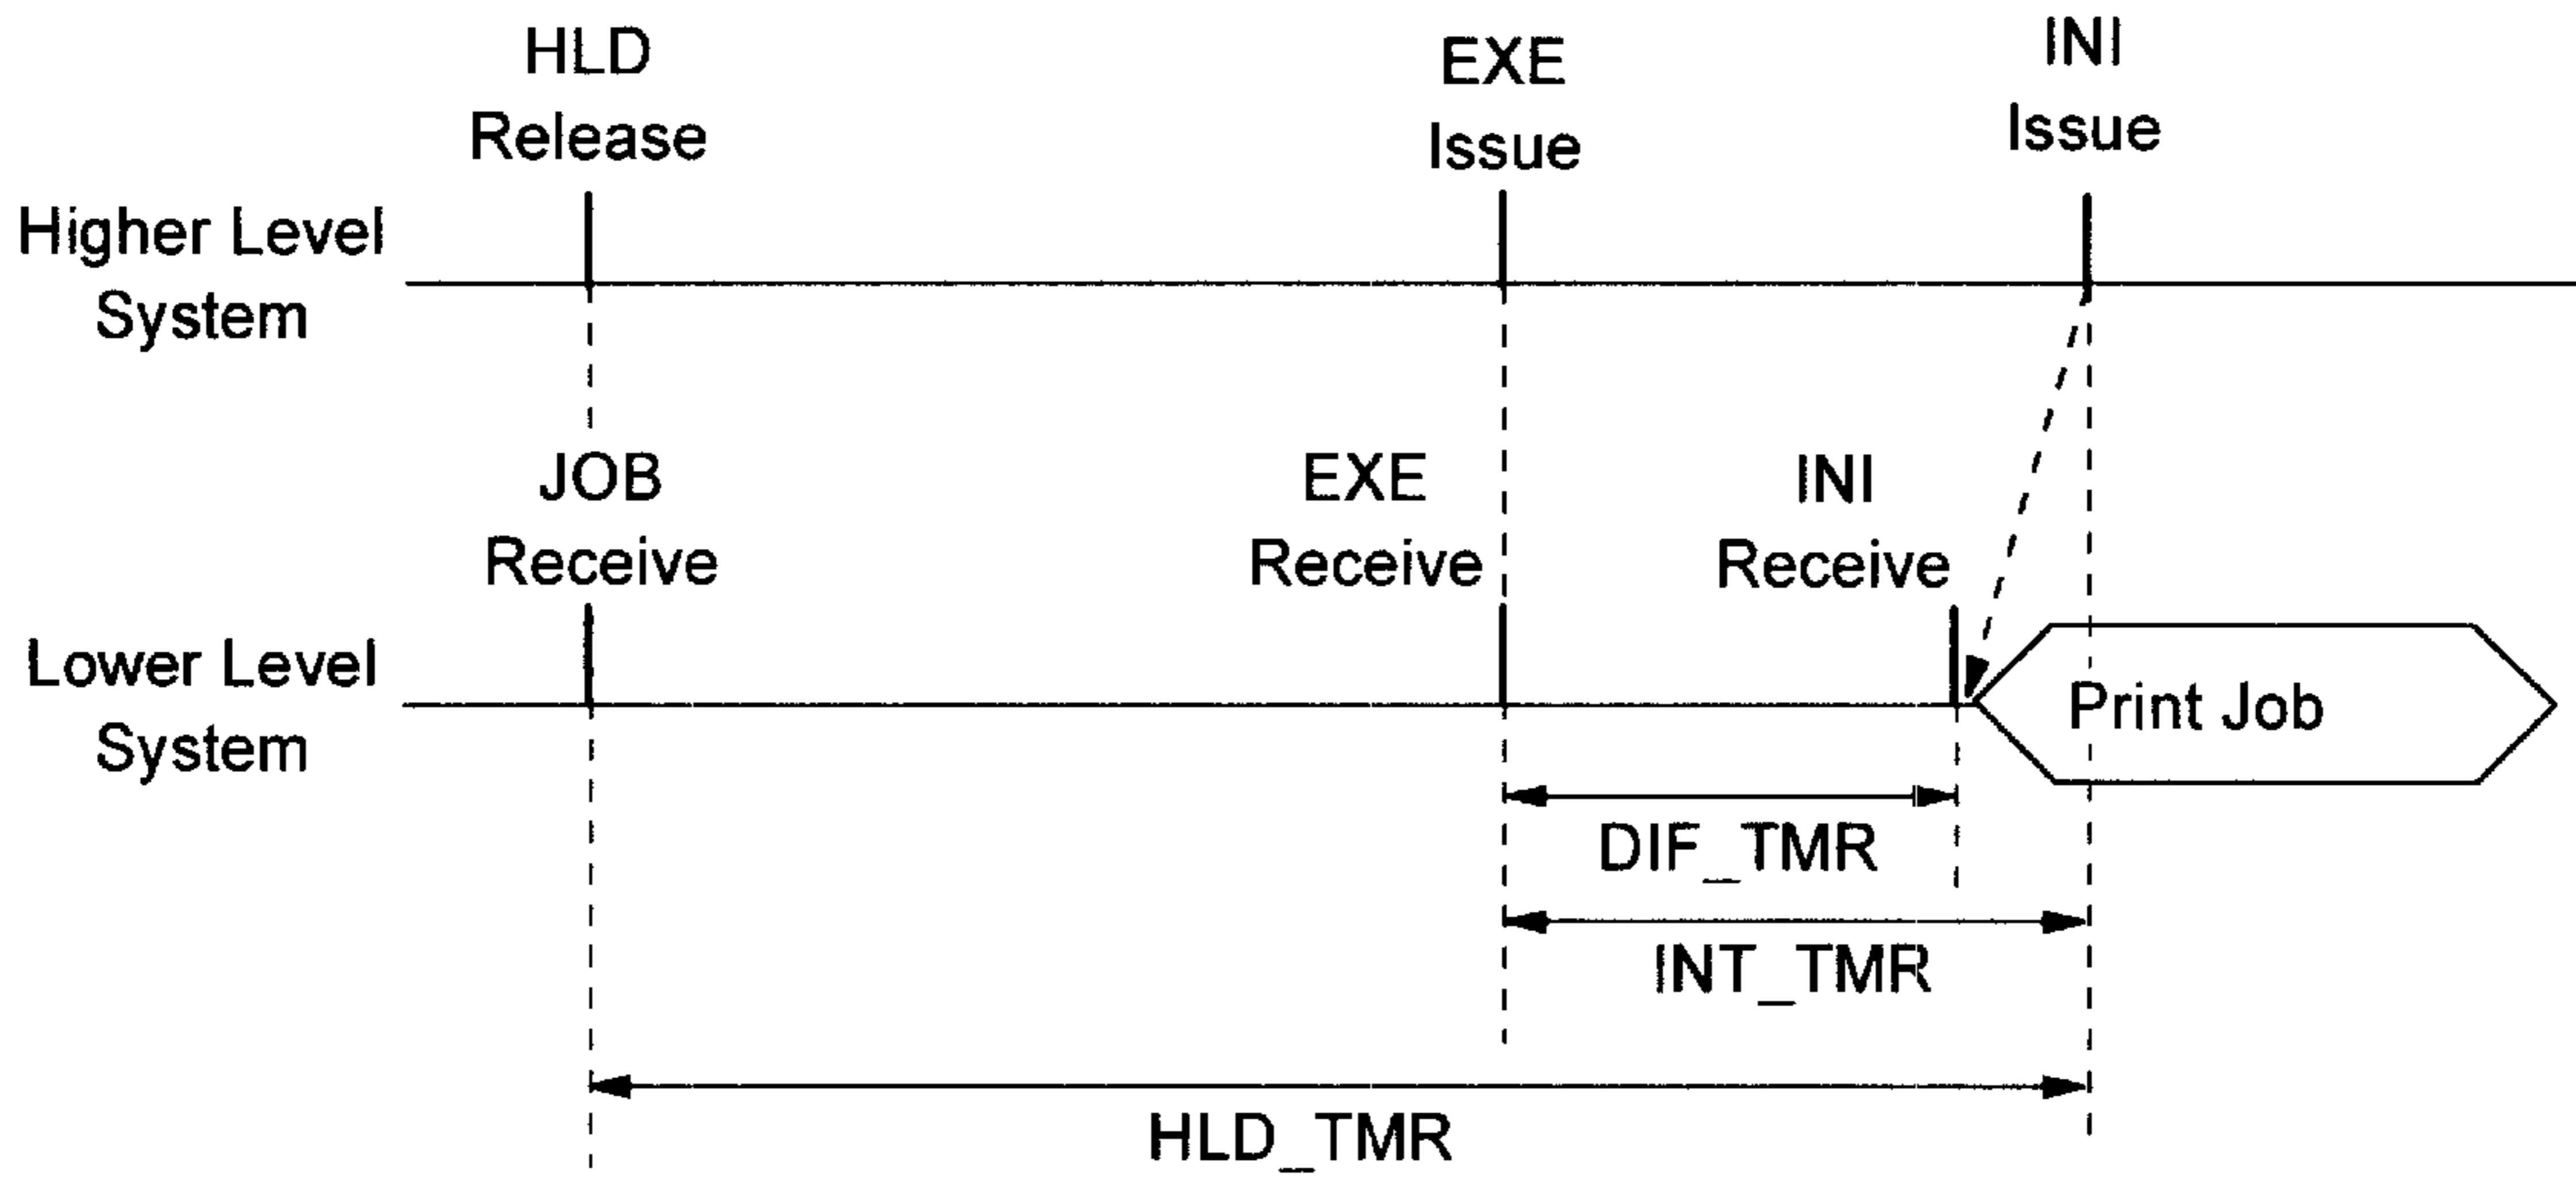 HLD
Release
EXE
Issue
INI
Issue
Higher Level
System
JOB
Receive
EXE
Receive
INI
Receive
Lower Level
System
Print Job
DIF_TMR
INT_TMR
HLD_TMR